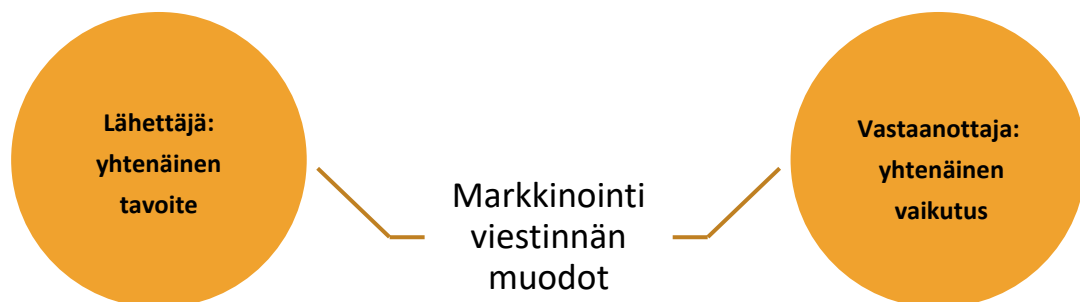 Lähettäjä:
yhtenäinen
tavoite
Markkinointi
viestinnän
muodot
Vastaanottaja:
yhtenäinen
vaikutus